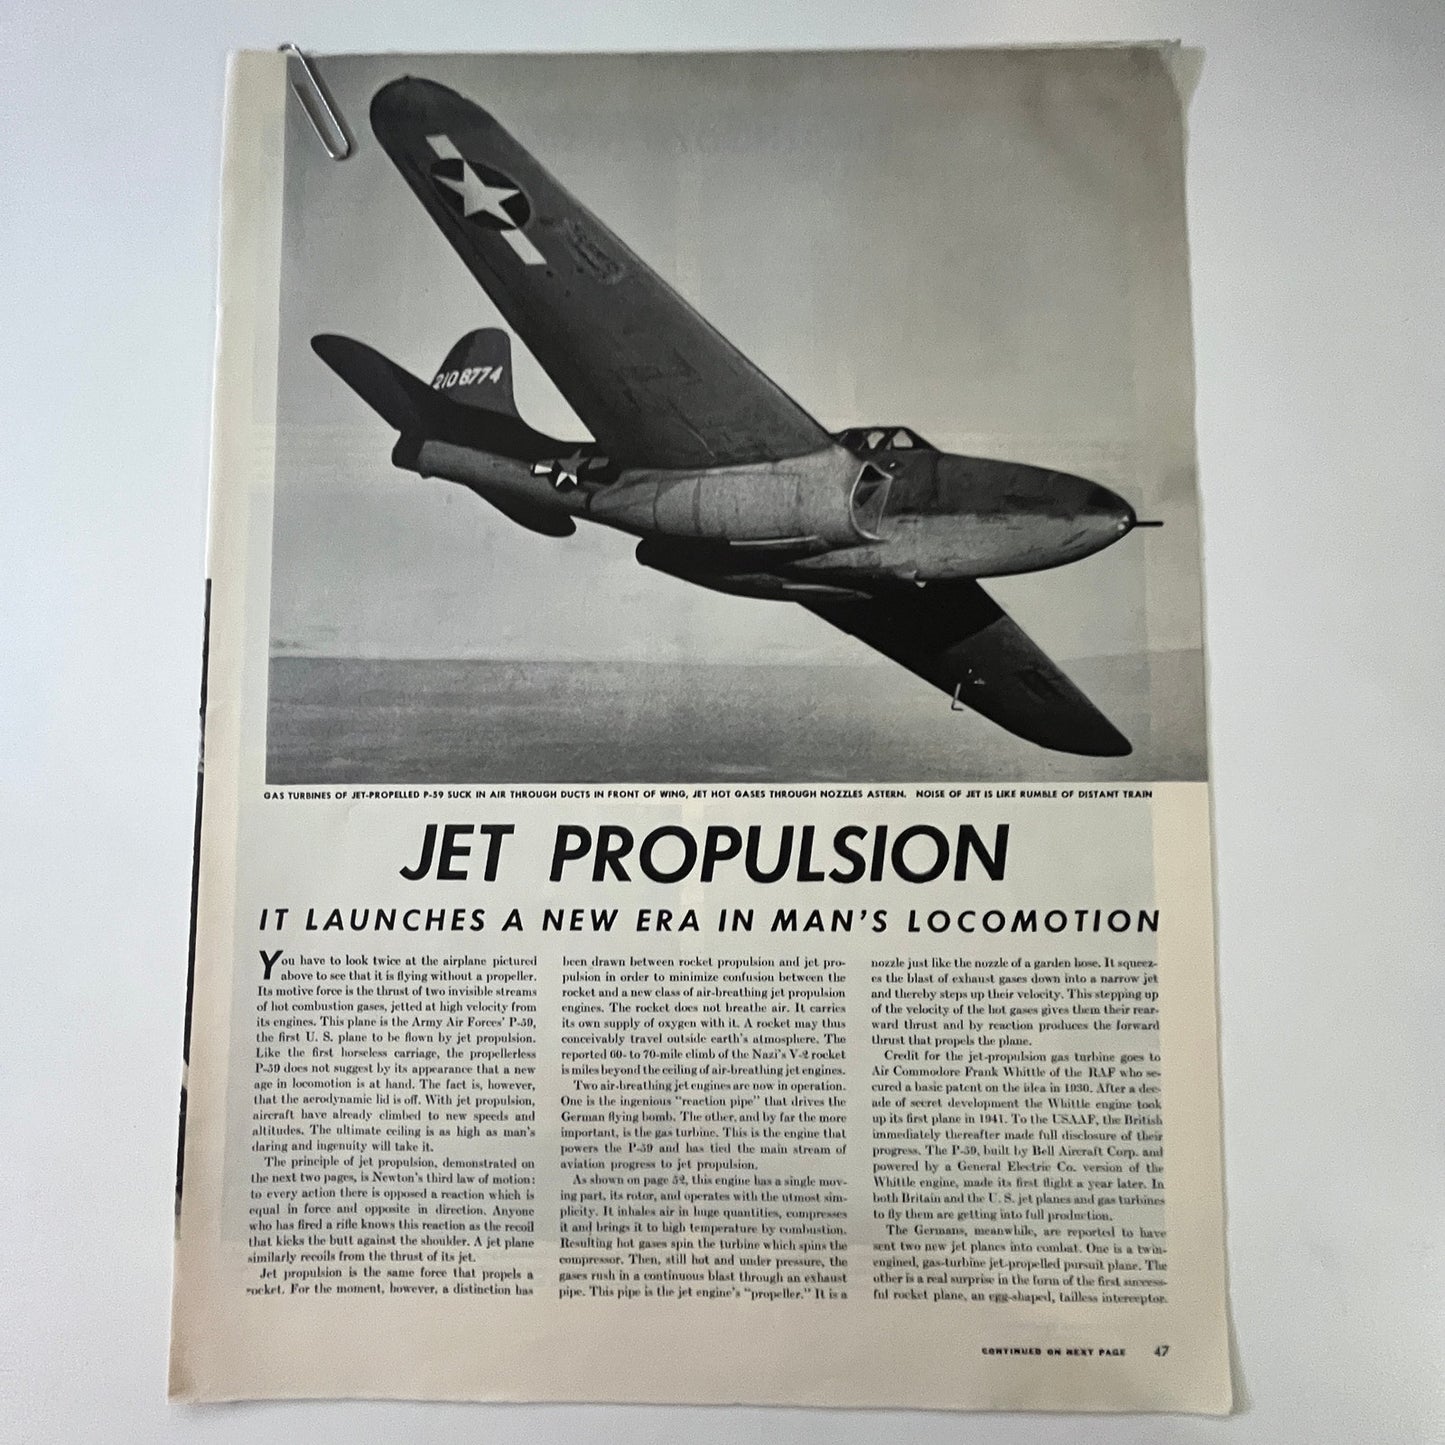 2108774
GAS TURBINES OF JET-PROPELLED P-59 SUCK IN AIR THROUGH DUCTS IN FRONT OF WING, JET HOT GASES THROUGH NOZZLES ASTERN. NOISE OF JET IS LIKE RUMBLE OF DISTANT TRAIN
JET PROPULSION
IT LAUNCHES A NEW ERA IN MAN'S LOCOMOTION
You have to look twice at the airplane pictured
above to see that it is flying without a propeller.
Its motive force is the thrust of two invisible streams
of hot combustion gases, jetted at high velocity from
its engines. This plane is the Army Air Forces' P-59,
the first U. S. plane to be flown by jet propulsion.
Like the first horseless carriage, the propellerless
P-59 does not suggest by its appearance that a new
age in locomotion is at hand. The fact is, however,
that the aerodynamic lid is off. With jet propulsion,
aircraft have already climbed to new speeds and
altitudes. The ultimate ceiling is as high as man's
daring and ingenuity will take it.
The principle of jet propulsion, demonstrated on
the next two pages, is Newton's third law of motion:
to every action there is opposed a reaction which is
equal in force and opposite in direction. Anyone
who has fired a rifle knows this reaction as the recoil
that kicks the butt against the shoulder. A jet plane
similarly recoils from the thrust of its jet.
Jet propulsion is the same force that propels a
rocket. For the moment, however, a distinction has
been drawn between rocket propulsion and jet pro-
pulsion in order to minimize confusion between the
rocket and a new class of air-breathing jet propulsion
engines. The rocket does not breathe air. It carries
its own supply of oxygen with it. A rocket may thus
conceivably travel outside earth's atmosphere. The
reported 60- to 70-mile climb of the Nazi's V-2 rocket
is miles beyond the ceiling of air-breathing jet engines.
Two air-breathing jet engines are now in operation.
One is the ingenious "reaction pipe" that drives the
German flying bomb. The other, and by far the more
important, is the gas turbine. This is the engine that
powers the P-59 and has tied the main stream of
aviation progress to jet propulsion.
As shown on page 52, this engine has a single mov-
ing part, its rotor, and operates with the utmost sim-
plicity. It inhales air in huge quantities, compresses
it and brings it to high temperature by combustion.
Resulting hot gases spin the turbine which spins the
compressor. Then, still hot and under pressure, the
gases rush in a continuous blast through an exhaust
pipe. This pipe is the jet engine's "propeller." It is a
nozzle just like the nozzle of a garden hose. It squeez-
es the blast of exhaust gases down into a narrow jet
and thereby steps up their velocity. This stepping up
of the velocity of the hot gases gives them their rear-
ward thrust and by reaction produces the forward
thrust that propels the plane.
Credit for the jet-propulsion gas turbine goes to
Air Commodore Frank Whittle of the RAF who se-
cured a basic patent on the idea in 1930. After a dec-
ade of secret development the Whittle engine took
up its first plane in 1941. To the USAAF, the British
immediately thereafter made full disclosure of their
progress. The P-59, built by Bell Aircraft Corp. and
powered by a General Electric Co. version of the
Whittle engine, made its first flight a year later. In
both Britain and the U. S. jet planes and gas turbines
to fly them are getting into full production.
The Germans, meanwhile, are reported to have
sent two new jet planes into combat. One is a twin-
engined, gas-turbine jet-propelled pursuit plane. The
other is a real surprise in the form of the first success-
ful rocket plane, an egg-shaped, tailless interceptor.
CONTINUED ON NEXT PAGE 47